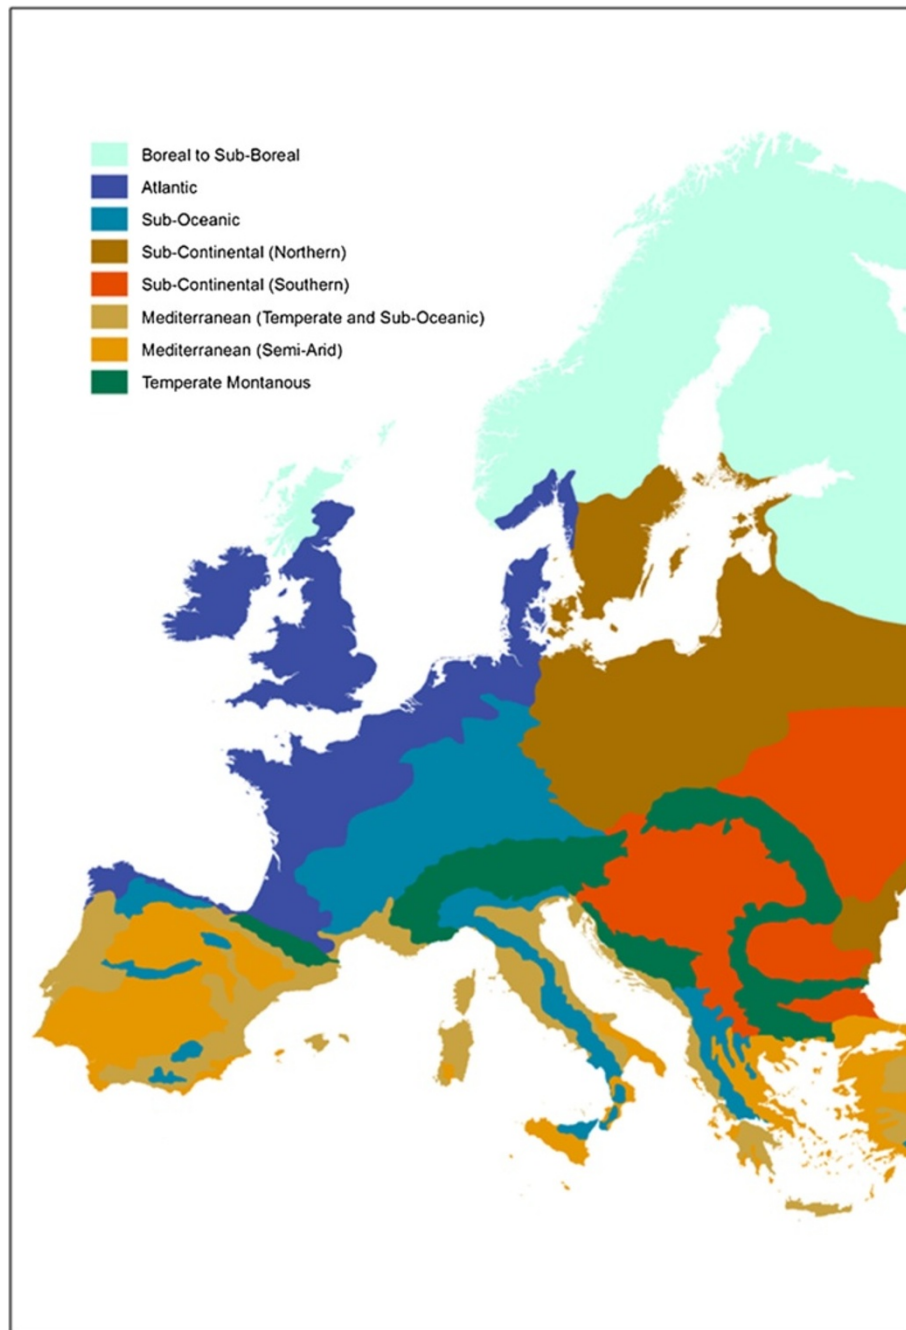 Boreal to Sub-Boreal
Atlantic
Sub-Oceanic
Sub-Continental (Northern)
Sub-Continental (Southern)
Mediterranean (Temperate and Sub-Oceanic)
Mediterranean (Semi-Arid)
Temperate Montanous